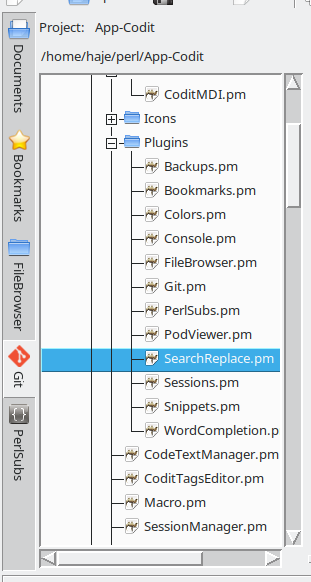 Project: App-Codit
/home/haje/perl/App-Codit
Documents
Bookmarks
FileBrowser
Git
PerlSubs
CoditMDI.pm
Icons
Plugins
Backups.pm
Bookmarks.pm
Colors.pm
Console.pm
FileBrowser.pm
Git.pm
PerlSubs.pm
PodViewer.pm
SearchReplace.pm
Sessions.pm
Snippets.pm
WordCompletion.p
CodeTextManager.pm
CoditTagsEditor.pm
Macro.pm
SessionManager.pm